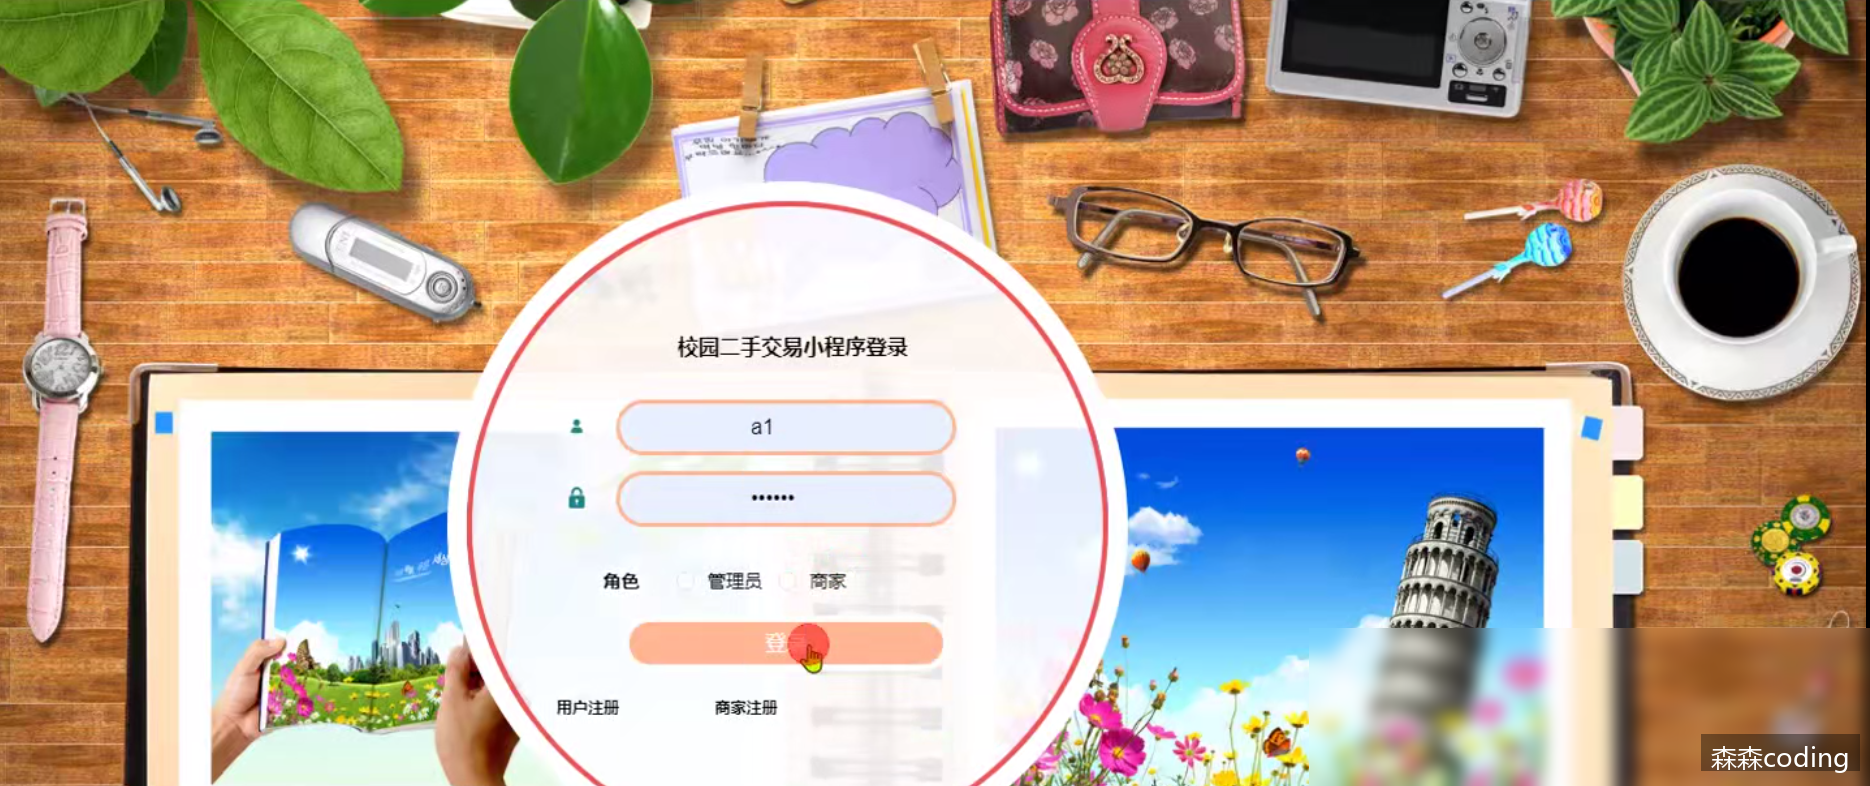 校园二手交易小程序登录
a1
••••••
角色 管理员 商家
登
用户注册 商家注册
森森coding